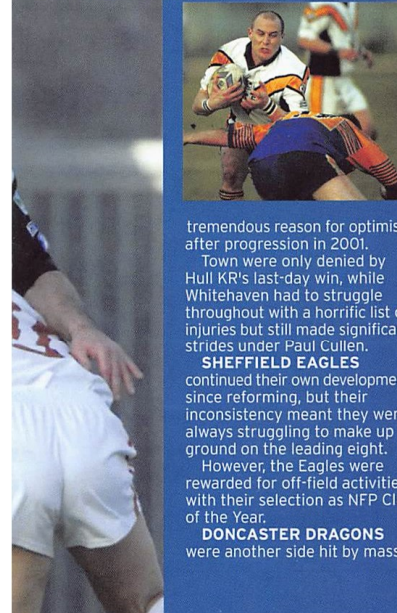 tremendous reason for optimis
after progression in 2001.
Town were only denied by
Hull KR's last-day win, while
Whitehaven had to struggle
throughout with a horrific list o
injuries but still made significa
strides under Paul Cullen.
SHEFFIELD EAGLES
continued their own developme
since reforming, but their
inconsistency meant they wer
always struggling to make up
ground on the leading eight.
However, the Eagles were
rewarded for off-field activitie
with their selection as NFP Cl
of the Year.
DONCASTER DRAGONS
were another side hit by mass